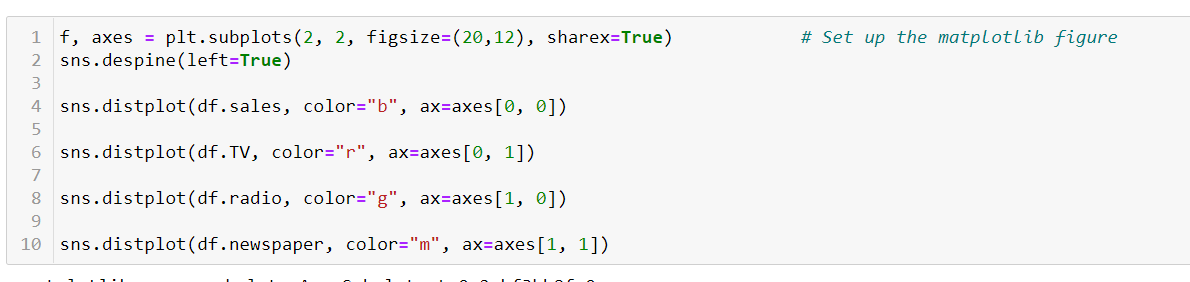 1 f, axes = plt.subplots(2, 2, figsize=(20,12), sharex=True) # Set up the matplotlib figure
2 sns.despine(left=True)
3
4 sns.distplot(df.sales, color="b", ax=axes[0, 0])
5
6 sns.distplot(df.TV, color="r", ax=axes[0, 1])
7
8 sns.distplot(df.radio, color="g", ax=axes[1, 0])
9
10 sns.distplot(df.newspaper, color="m", ax=axes[1, 1])